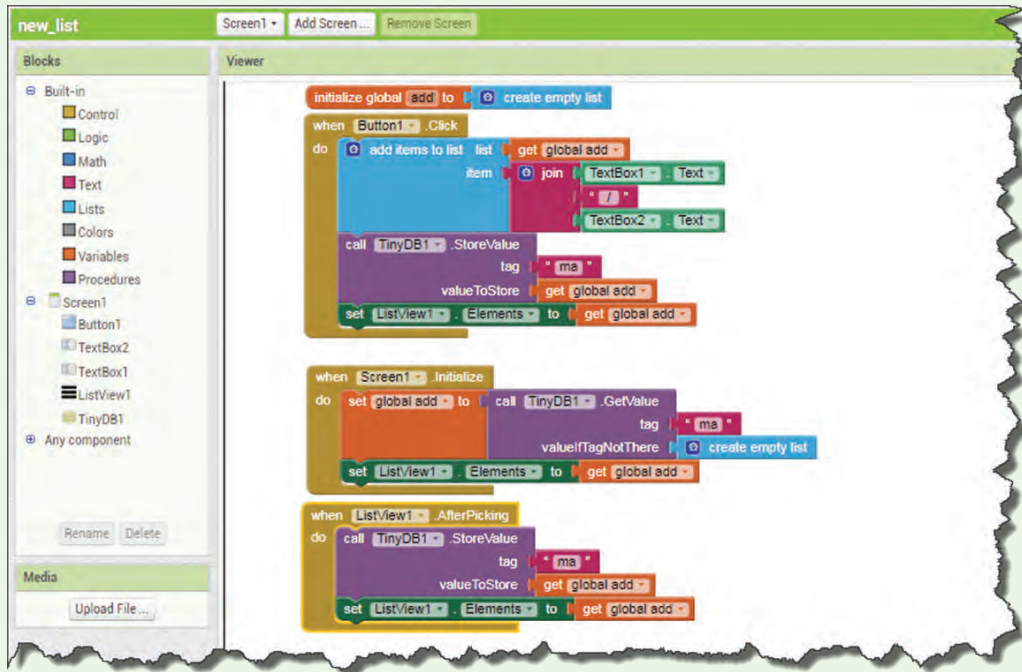 new_list Screen1 Add Screen ... Remove Screen
Blocks
Built-in
Control
Logic
Math
Text
Lists
Colors
Variables
Procedures
Screen1
Button1
TextBox2
TextBox1
ListView1
TinyDB1
Any component
Rename Delete
Media
Upload File ...
Viewer
initialize global add to create empty list
when Button1 .Click
do add items to list list get global add
item join TextBox1 . Text
" / "
TextBox2 . Text
call TinyDB1 .StoreValue
tag " ma "
valueToStore get global add
set ListView1 . Elements to get global add
when Screen1 .Initialize
do set global add to call TinyDB1 .GetValue
tag " ma "
valueIfTagNotThere create empty list
set ListView1 . Elements to get global add
when ListView1 .AfterPicking
do call TinyDB1 .StoreValue
tag " ma "
valueToStore get global add
set ListView1 . Elements to get global add